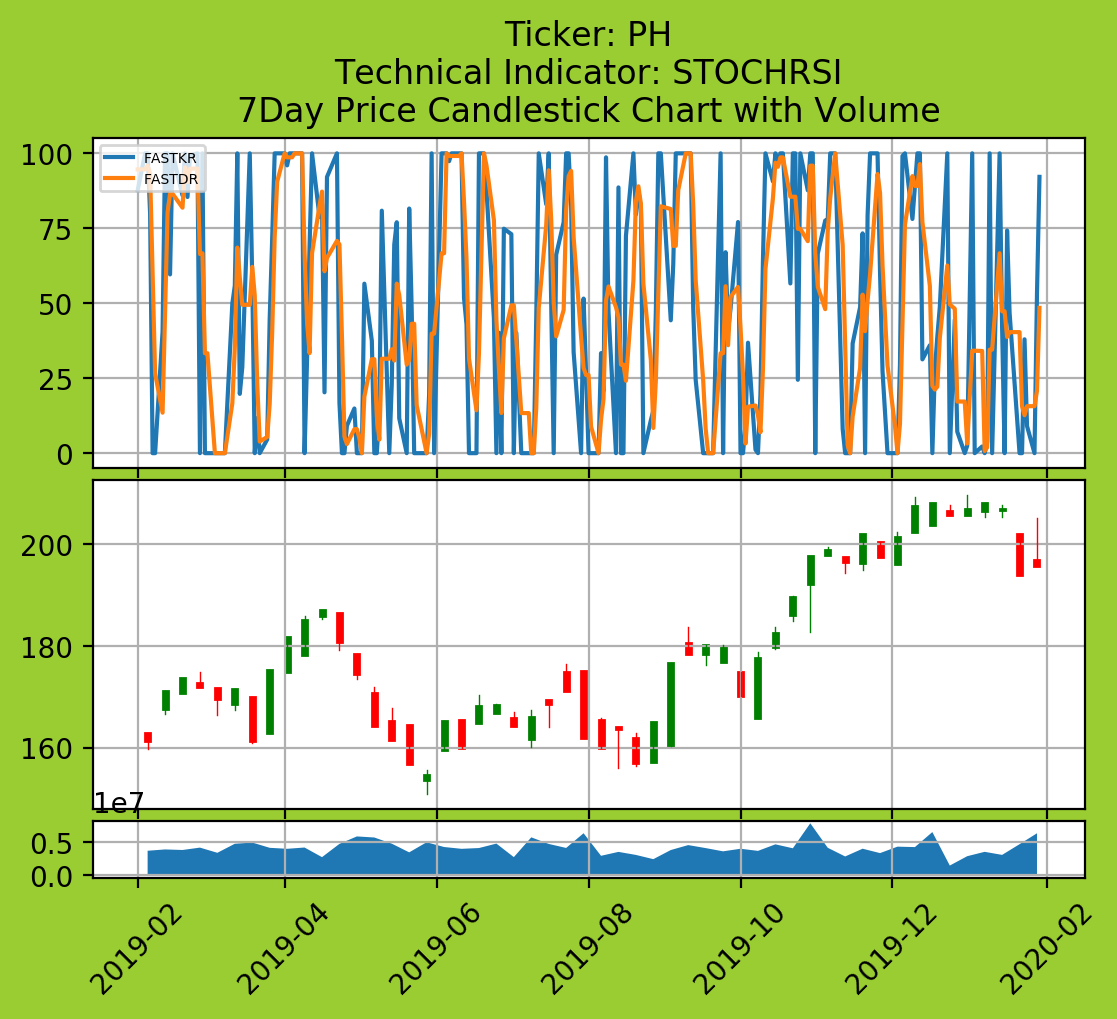 Ticker: PH
Technical Indicator: STOCHRSI
7Day Price Candlestick Chart with Volume
FASTKR
FASTDR
100
75
50
25
0
200
180
160
1e7
0.5
0.0
2019-02
2019-04
2019-06
2019-08
2019-10
2019-12
2020-02